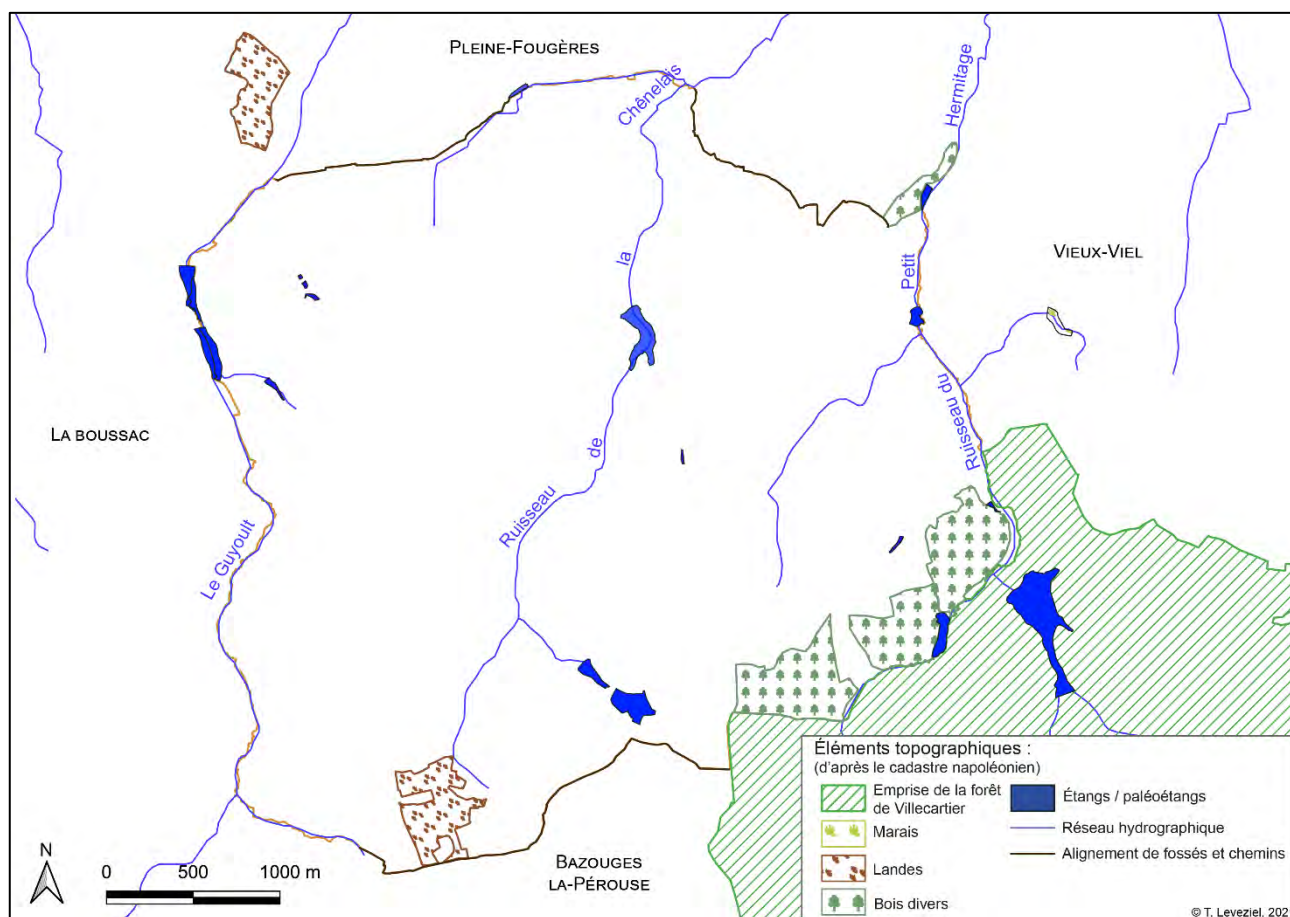 PLEINE-FOUGÈRES
Chênelais
Hermitage
la
Petit
VIEUX-VIEL
LA BOUSSAC
Ruisseau du
de
Ruisseau
Le Guyoult
BAZOUGES
LA-PÉROUSE
N
0 500 1000 m
Éléments topographiques :
(d'après le cadastre napoléonien)
Emprise de la forêt
de Villecartier
Marais
Landes
Bois divers
Étangs / paléoétangs
Réseau hydrographique
Alignement de fossés et chemins
© T. Leveziel, 202